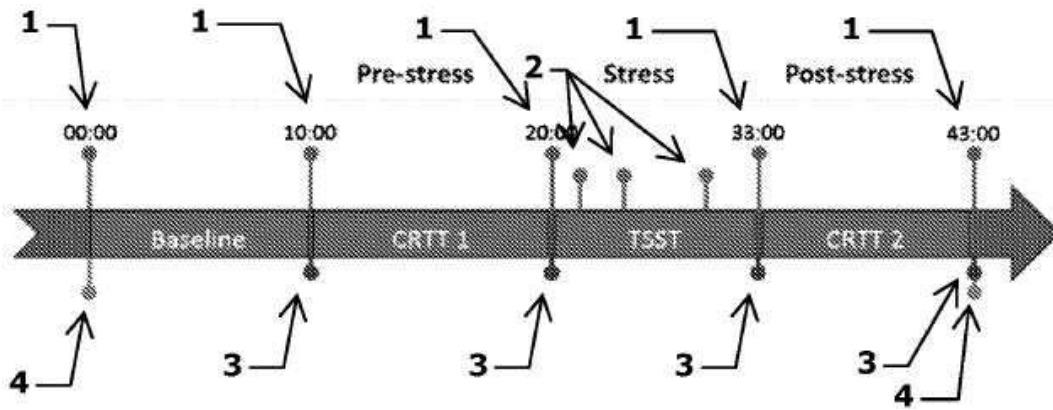 1 1 1 1 1
Pre-stress 2 Stress Post-stress
00:00 10:00 20:00 33:00 43:00
Baseline CRTT 1 TSST CRTT 2
4 3 3 3 3
4